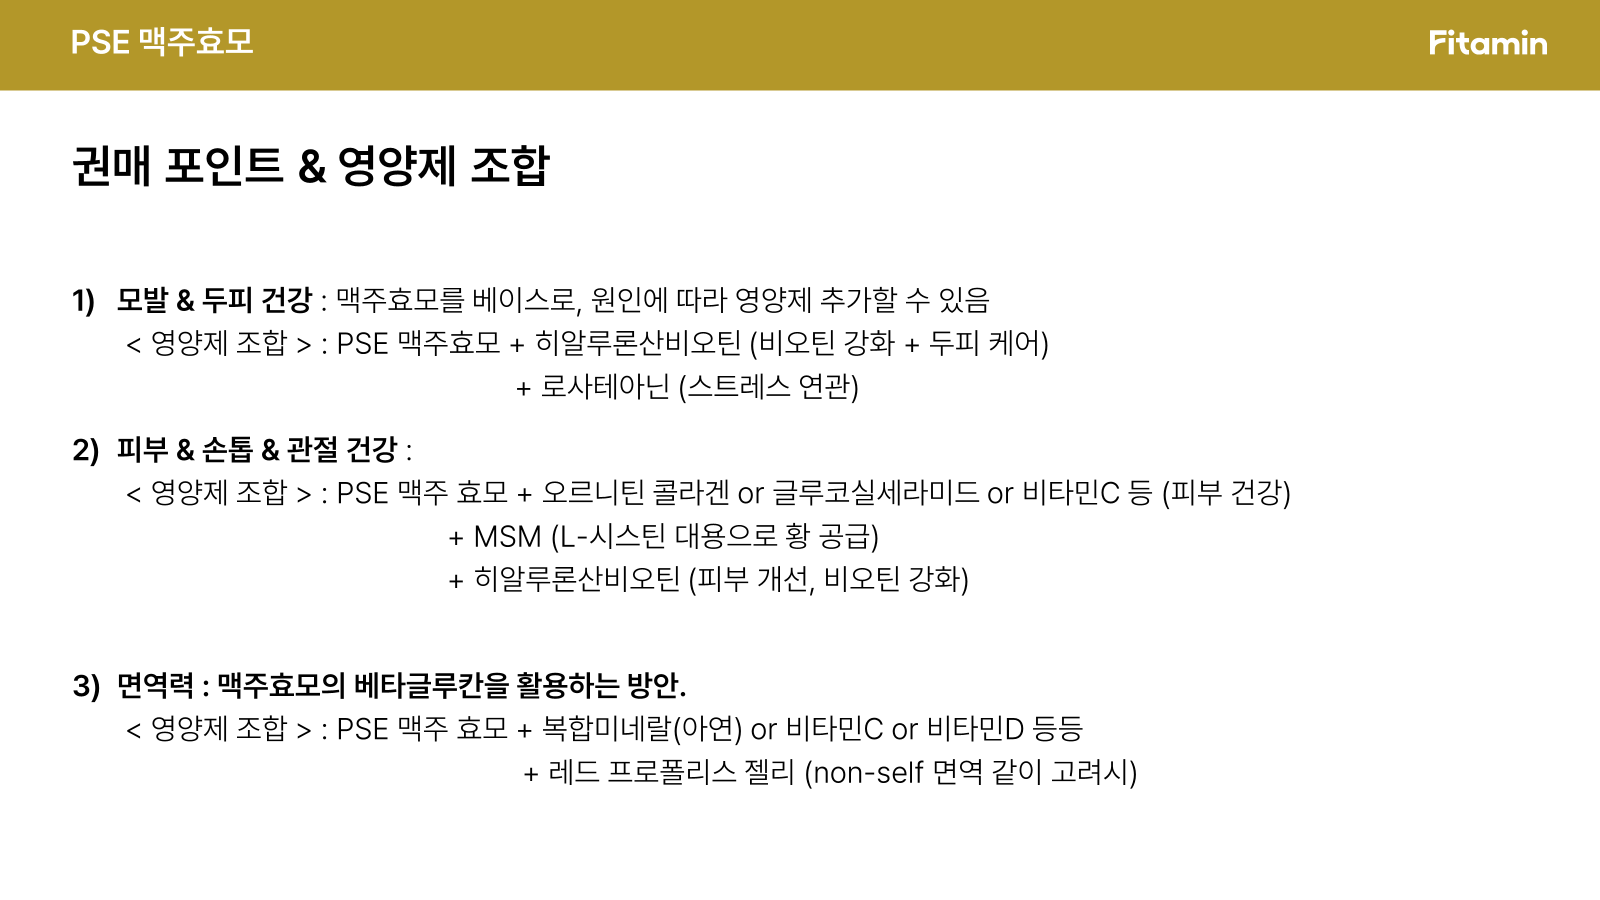 PSE 맥주효모
Fitamin
권매 포인트 & 영양제 조합
1) 모발 & 두피 건강 : 맥주효모를 베이스로, 원인에 따라 영양제 추가할 수 있음
< 영양제 조합 > : PSE 맥주효모 + 히알루론산비오틴 (비오틴 강화 + 두피 케어)
+ 로사테아닌 (스트레스 연관)
2) 피부 & 손톱 & 관절 건강 :
< 영양제 조합 > : PSE 맥주 효모 + 오르니틴 콜라겐 or 글루코실세라미드 or 비타민C 등 (피부 건강)
+ MSM (L-시스틴 대용으로 황 공급)
+ 히알루론산비오틴 (피부 개선, 비오틴 강화)
3) 면역력 : 맥주효모의 베타글루칸을 활용하는 방안.
< 영양제 조합 > : PSE 맥주 효모 + 복합미네랄(아연) or 비타민C or 비타민D 등등
+ 레드 프로폴리스 젤리 (non-self 면역 같이 고려시)